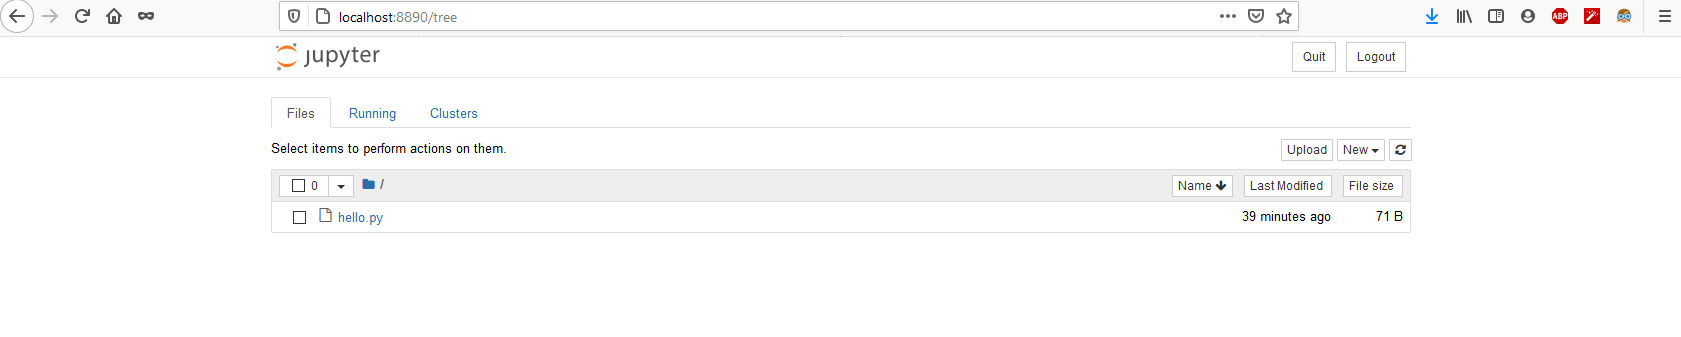 localhost:8890/tree
ABP
jupyter
Quit Logout
Files Running Clusters
Select items to perform actions on them.
Upload New
0 / Name Last Modified File size
hello.py 39 minutes ago 71 B